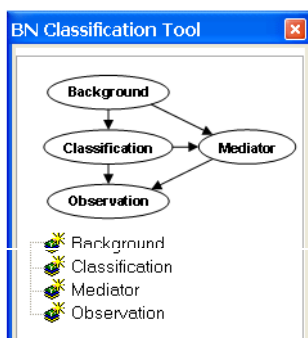 BN Classification Tool
Background
Classification Mediator
Observation
Background
Classification
Mediator
Observation